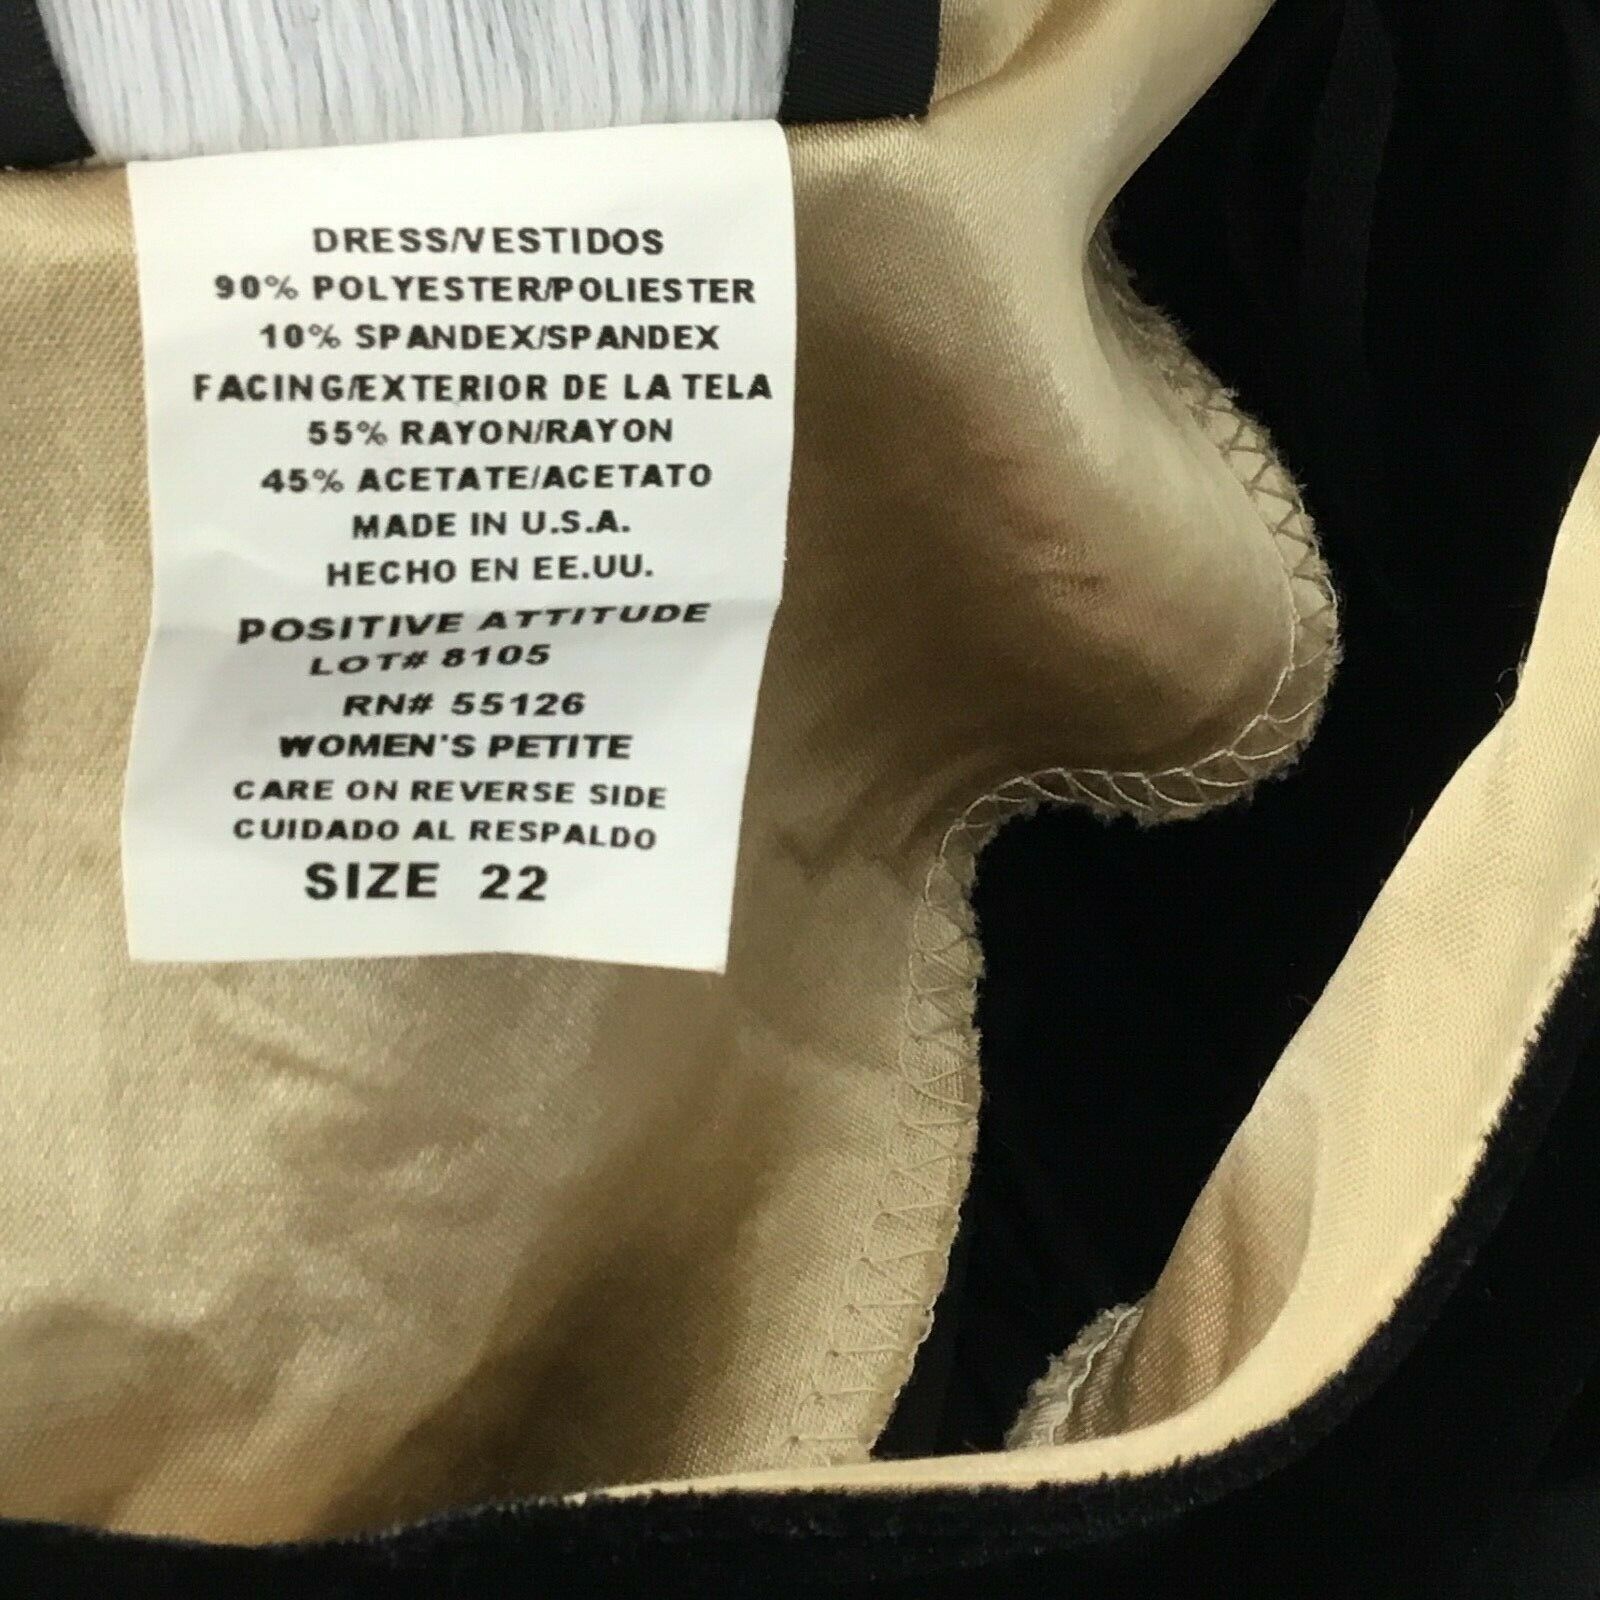 DRESS/VESTIDOS
90% POLYESTER/POLIESTER
10% SPANDEX/SPANDEX
FACING/EXTERIOR DE LA TELA
55% RAYON/RAYON
45% ACETATE/ACETATO
MADE IN U.S.A.
HECHO EN EE.UU.
POSITIVE ATTITUDE
LOT# 8105
RN# 55126
WOMEN'S PETITE
CARE ON REVERSE SIDE
CUIDADO AL RESPALDO
SIZE 22